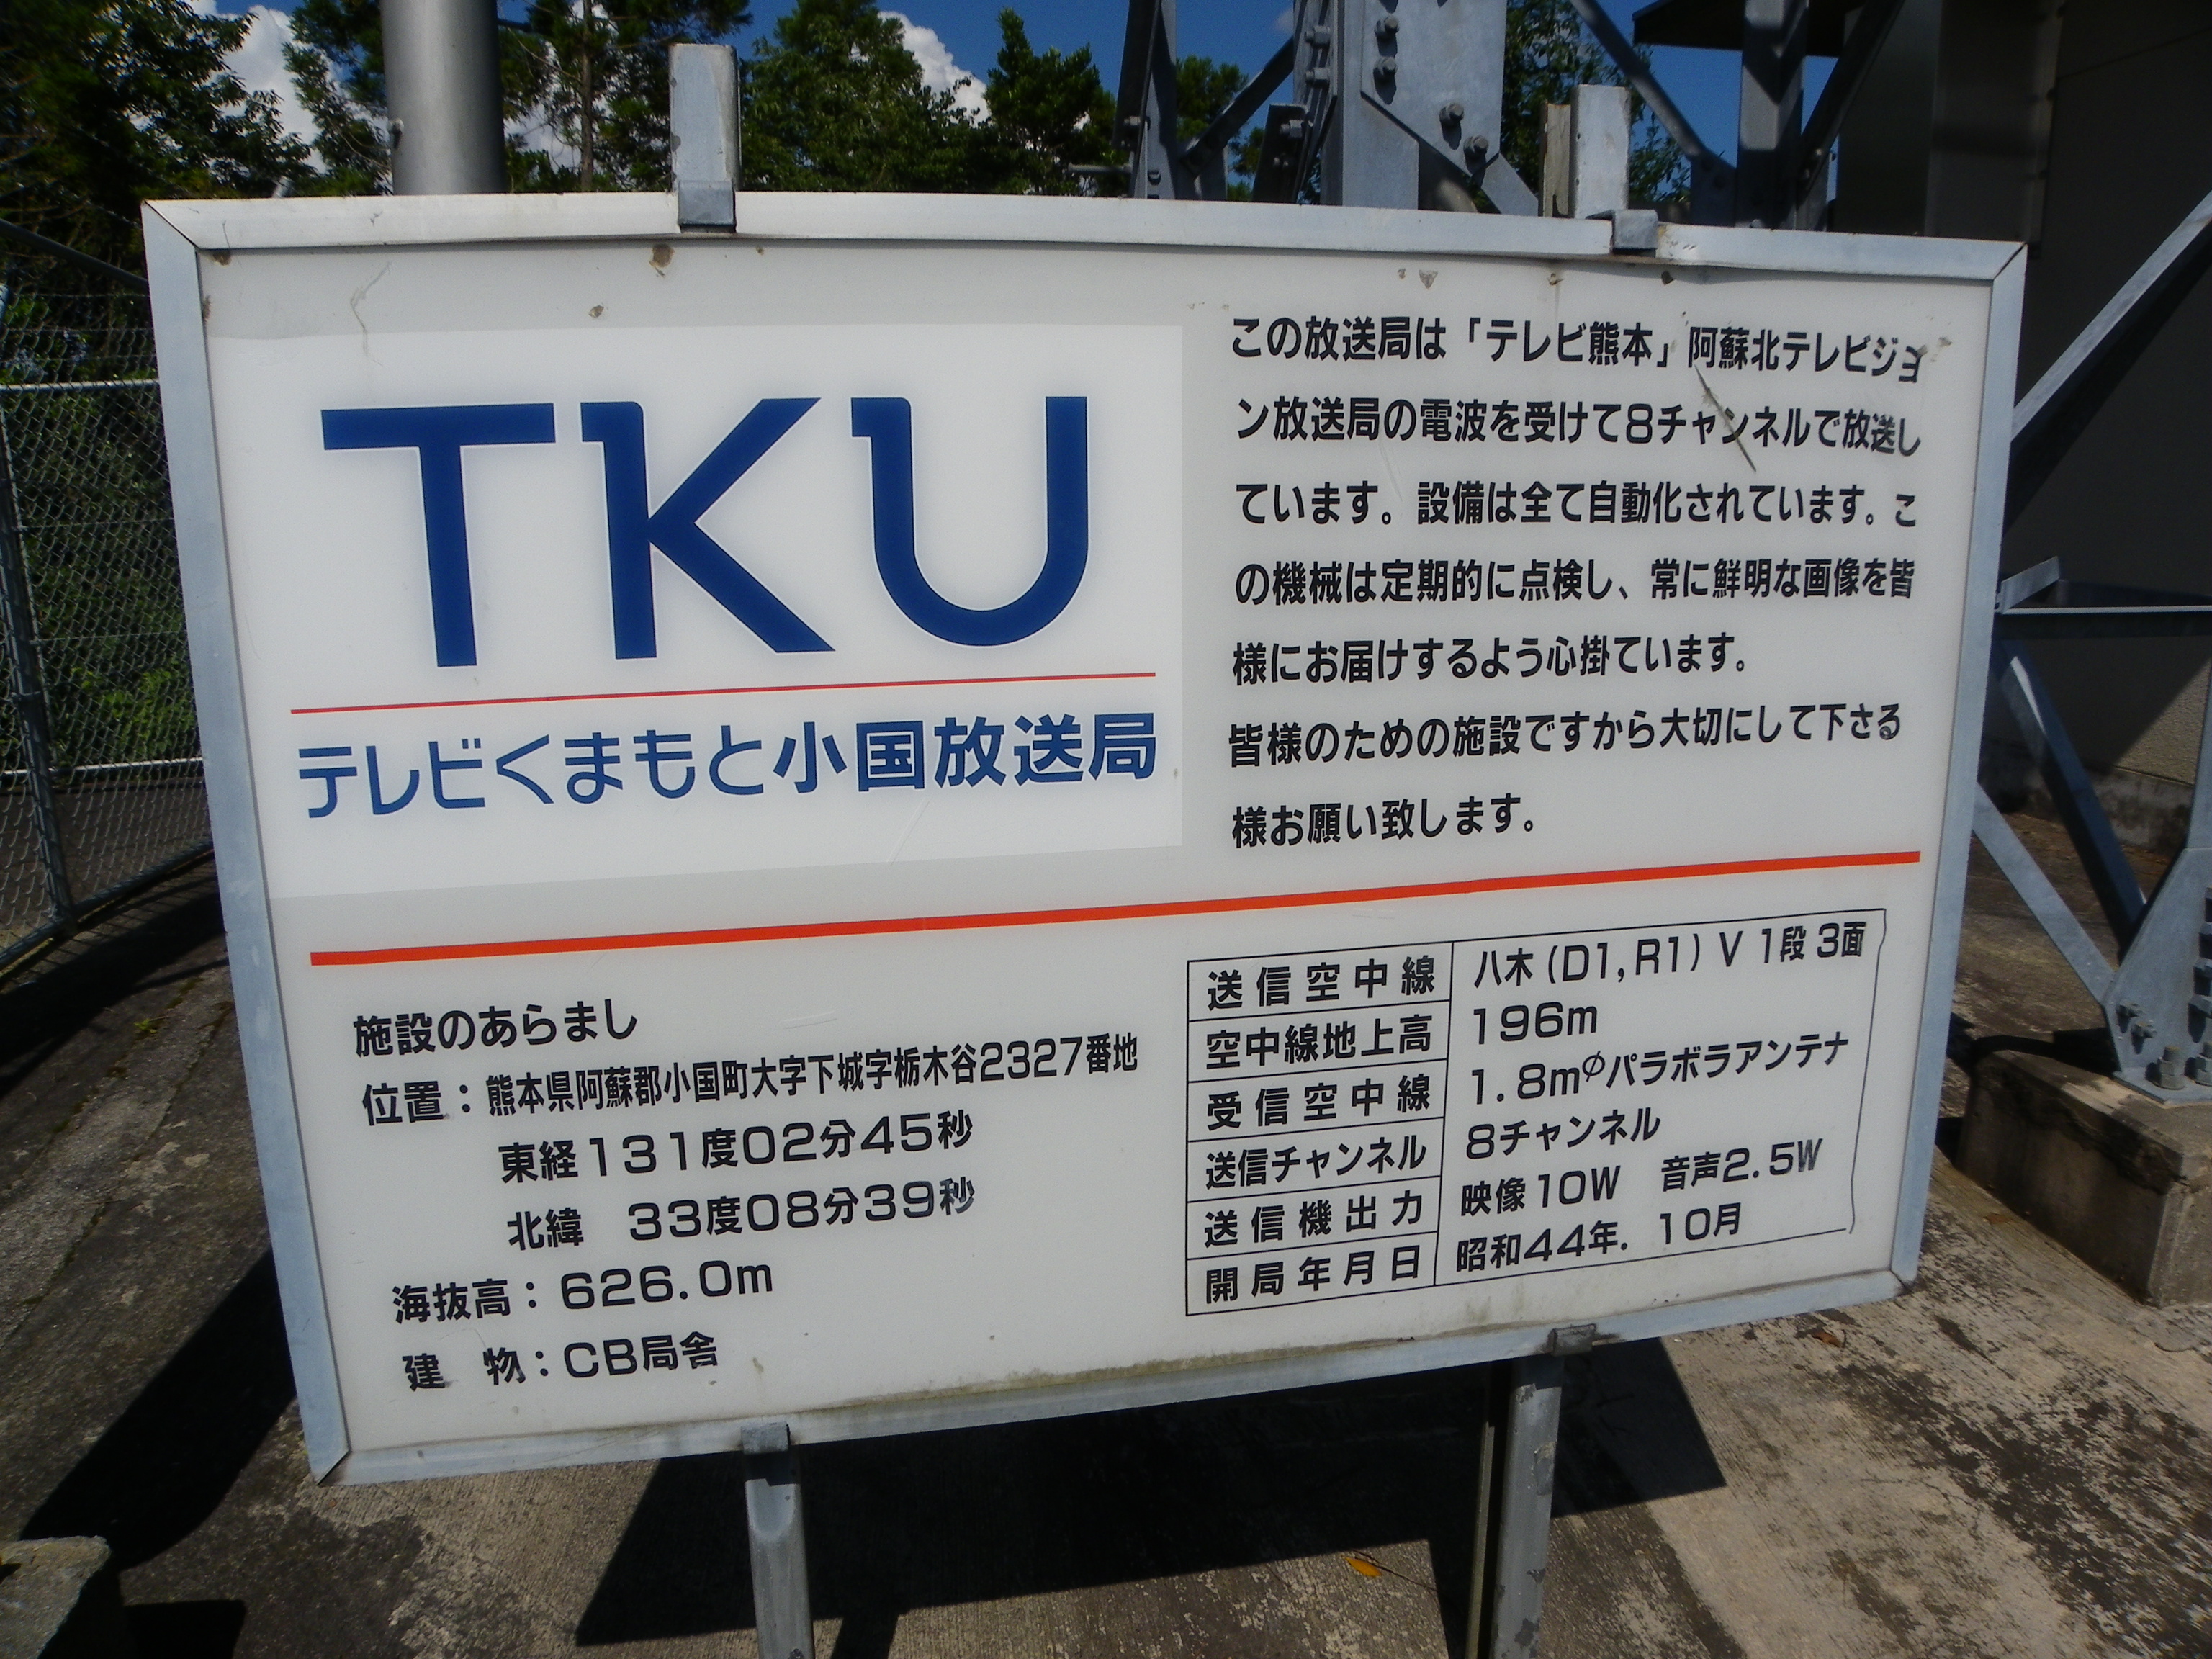 TKU
テレビくまもと小国放送局
この放送局は「テレビ熊本」阿蘇北テレビジョ
ン放送局の電波を受けて8チャンネルで放送し
ています。設備は全て自動化されています。こ
の機械は定期的に点検し、常に鮮明な画像を皆
様にお届けするよう心掛ています。
皆様のための施設ですから大切にして下さる
様お願い致します。
施設のあらまし
位置：熊本県阿蘇郡小国町大字下城字栃木谷2327番地
東経131度02分45秒
北緯 33度08分39秒
海抜高：626.0m
建 物：CB局舎
送信空中線 八木(D1,R1) V 1段 3面
空中線地上高 196m
受信空中線 1.8mφパラボラアンテナ
送信チャンネル 8チャンネル
送信機出力 映像10W 音声2.5W
開局年月日 昭和44年. 10月